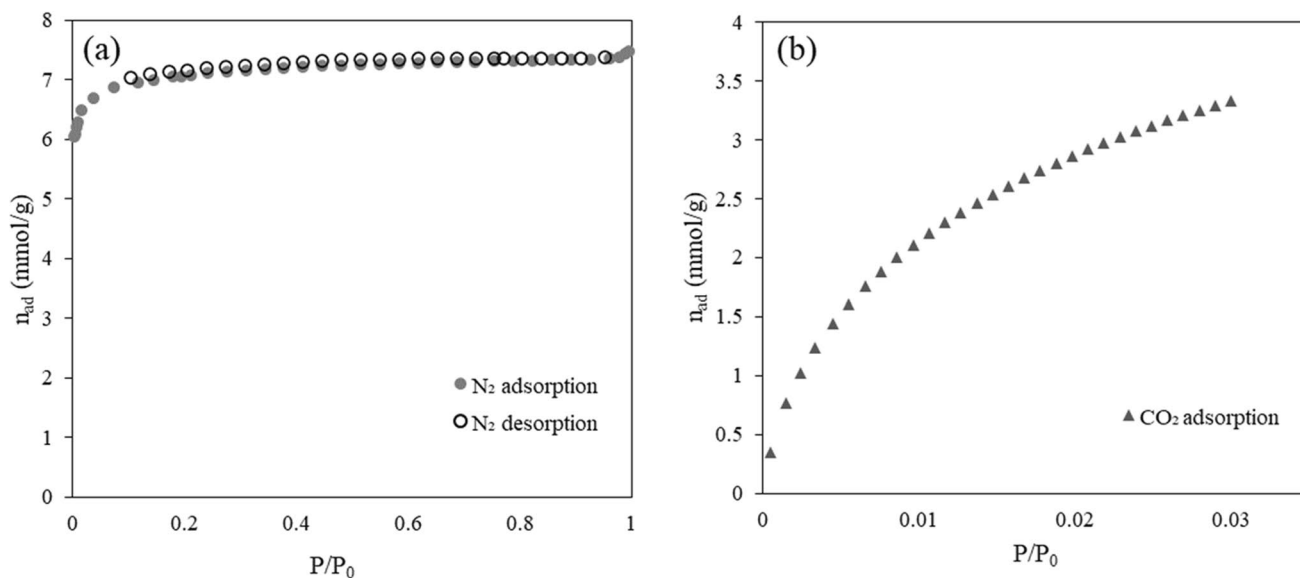 (a)
8
7
6
5
4
3
2
1
0
n_ad (mmol/g)
N₂ adsorption
N₂ desorption
0 0.2 0.4 0.6 0.8 1
P/P₀
(b)
4
3.5
3
2.5
2
1.5
1
0.5
0
n_ad (mmol/g)
CO₂ adsorption
0 0.01 0.02 0.03
P/P₀